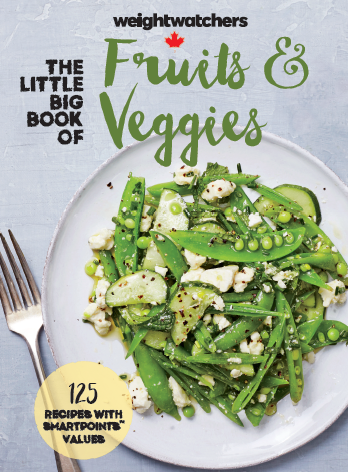 weightwatchers
THE
LITTLE
BIG
BOOK
OF
Fruits &
Veggies
125
RECIPES WITH
SMARTPOINTS™
VALUES